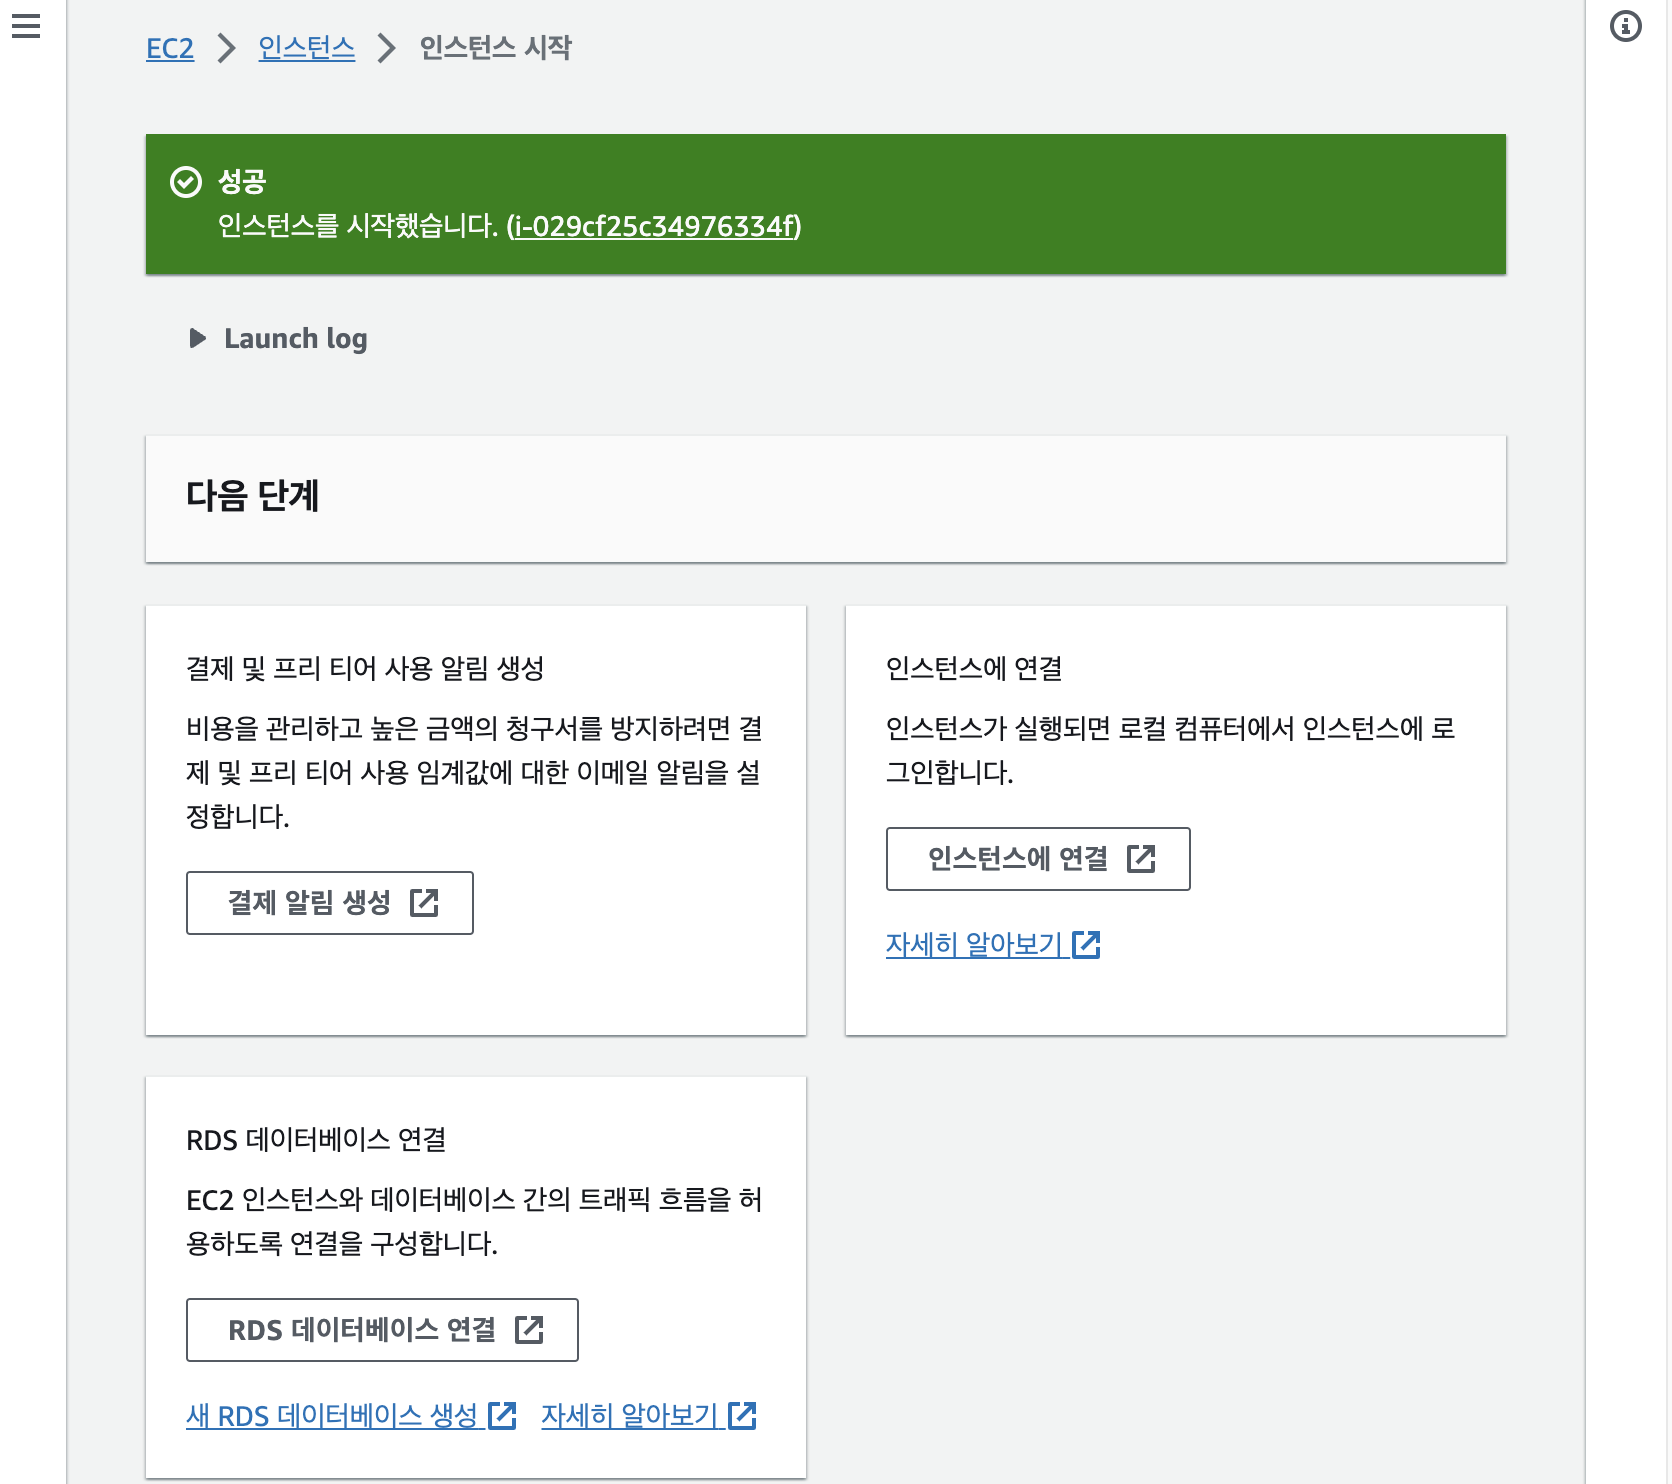 EC2 > 인스턴스 > 인스턴스 시작
성공
인스턴스를 시작했습니다. (i-029cf25c34976334f)
Launch log
다음 단계
결제 및 프리 티어 사용 알림 생성
비용을 관리하고 높은 금액의 청구서를 방지하려면 결
제 및 프리 티어 사용 임계값에 대한 이메일 알림을 설
정합니다.
결제 알림 생성
인스턴스에 연결
인스턴스가 실행되면 로컬 컴퓨터에서 인스턴스에 로
그인합니다.
인스턴스에 연결
자세히 알아보기
RDS 데이터베이스 연결
EC2 인스턴스와 데이터베이스 간의 트래픽 흐름을 허
용하도록 연결을 구성합니다.
RDS 데이터베이스 연결
새 RDS 데이터베이스 생성 자세히 알아보기